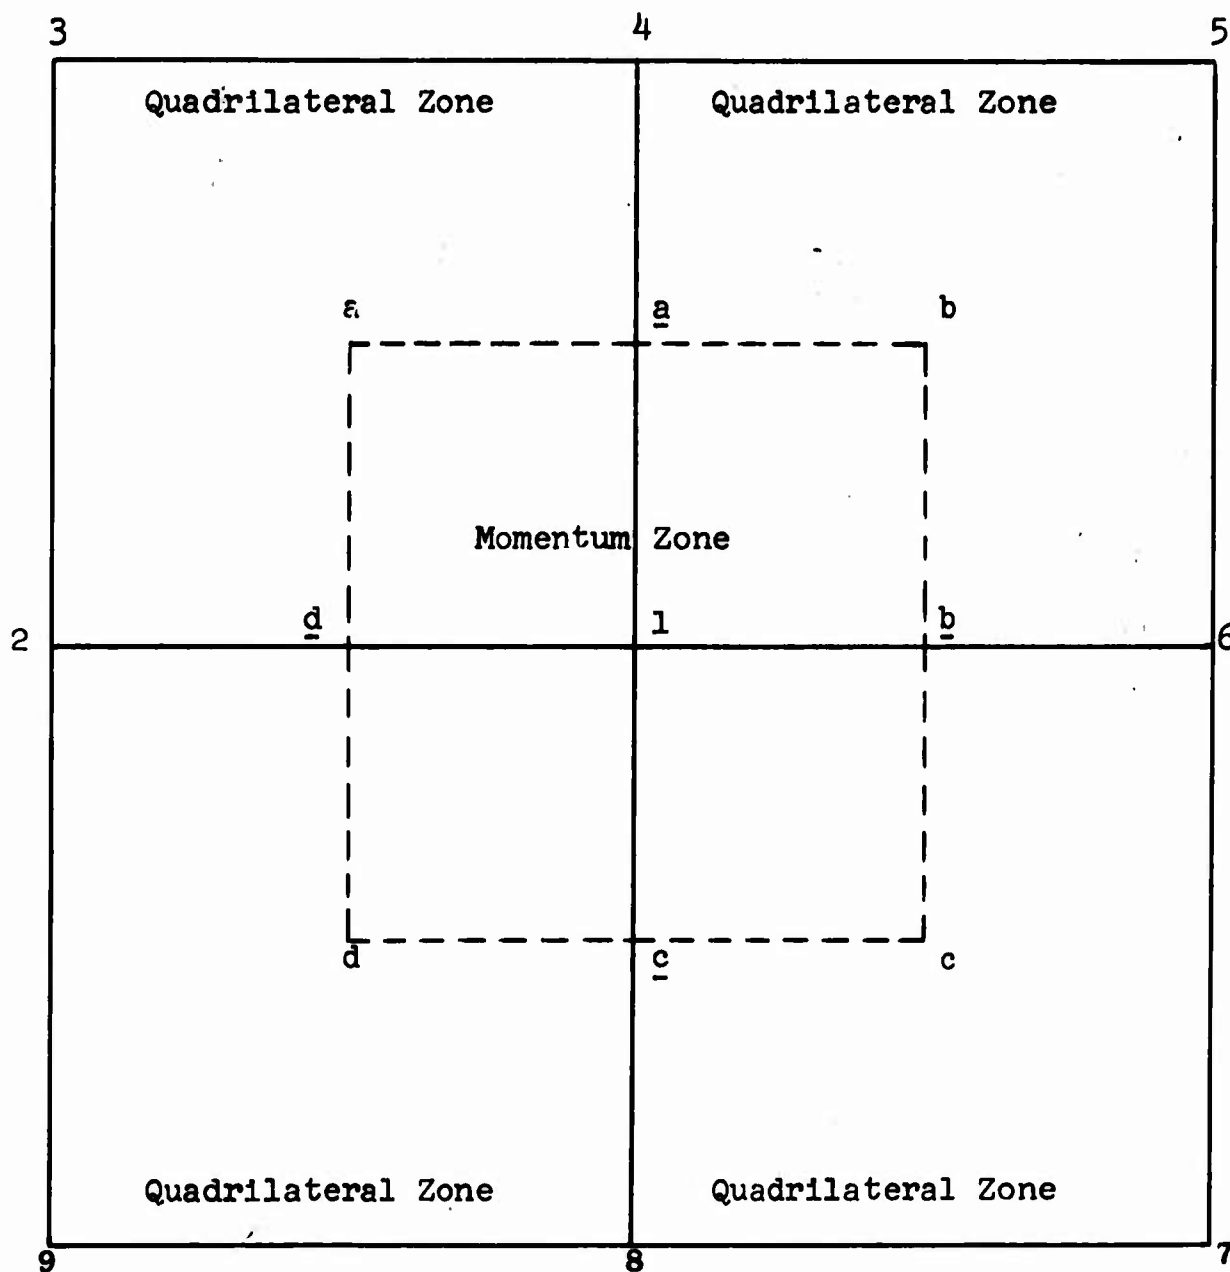 3 4 5
Quadrilateral Zone Quadrilateral Zone
a a b
Momentum Zone
2 d 1 b 6
d c c
Quadrilateral Zone Quadrilateral Zone
9 8 7